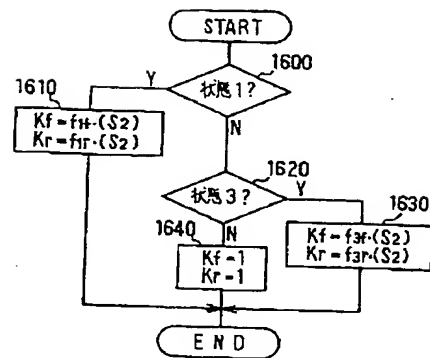 START
1600
状態1?
Y
N
1610
Kf=f1f·(S2)
Kr=f1r·(S2)
1620
状態3?
Y
N
1630
Kf=f3f·(S2)
Kr=f3r·(S2)
1640
Kf=1
Kr=1
END